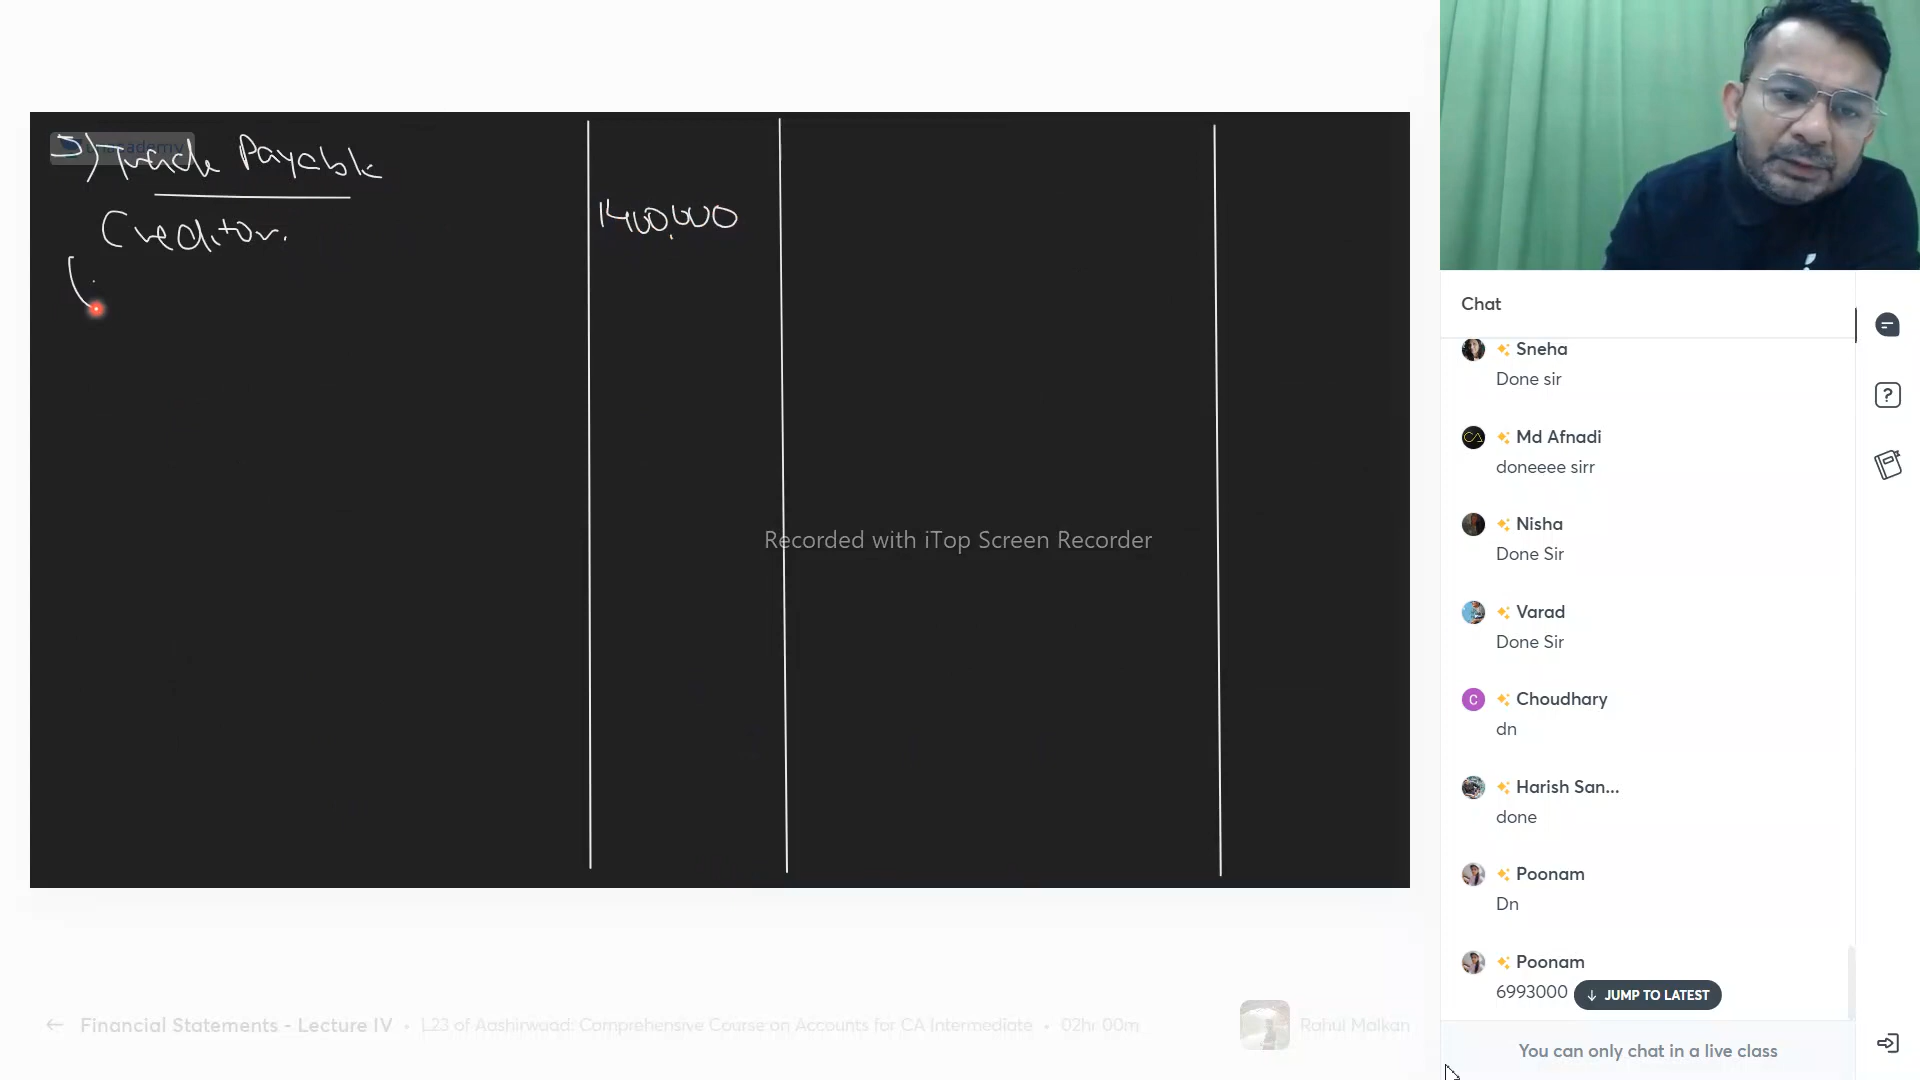 5) Trade Payable
Creditor.
1400,000
Recorded with iTop Screen Recorder
Chat
Sneha
Done sir
Md Afnadi
doneeee sirr
Nisha
Done Sir
Varad
Done Sir
C
Choudhary
dn
Harish San...
done
Poonam
Dn
Poonam
6993000
↓ JUMP TO LATEST
You can only chat in a live class
← Financial Statements - Lecture IV • L23 of Aashirwaad: Comprehensive Course on Accounts for CA Intermediate • 02hr 00m
Rahul Malkan